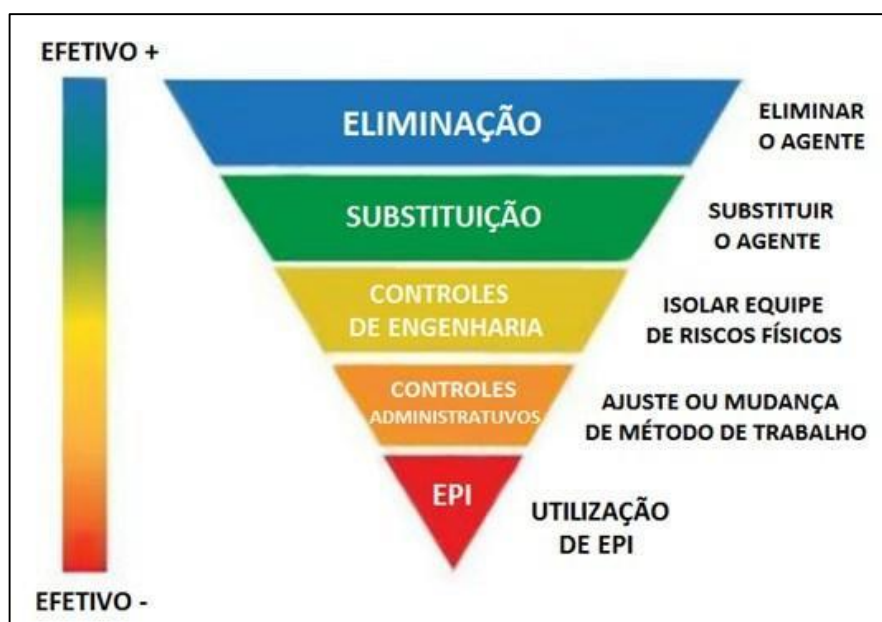 EFETIVO +
ELIMINAÇÃO
ELIMINAR
O AGENTE
SUBSTITUIÇÃO
SUBSTITUIR
O AGENTE
CONTROLES
DE ENGENHARIA
ISOLAR EQUIPE
DE RISCOS FÍSICOS
CONTROLES
ADMINISTRATUVOS
AJUSTE OU MUDANÇA
DE MÉTODO DE TRABALHO
EPI
UTILIZAÇÃO
DE EPI
EFETIVO -